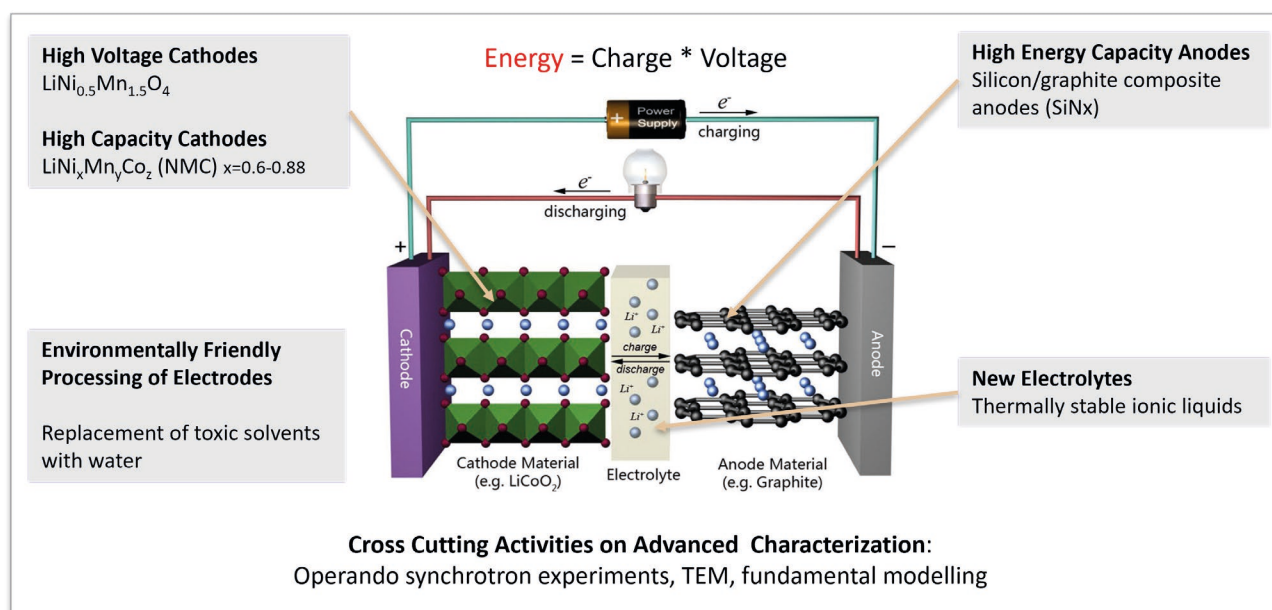 High Voltage Cathodes
LiNi0.5Mn1.5O4
High Capacity Cathodes
LiNixMnyCoz (NMC) x=0.6-0.88
Energy = Charge * Voltage
High Energy Capacity Anodes
Silicon/graphite composite
anodes (SiNx)
+
Power
Supply
e-
charging
e-
discharging
+
−
Cathode
Li+
Li+
Li+
charge
discharge
Li+
Li+
Anode
Environmentally Friendly
Processing of Electrodes
Replacement of toxic solvents
with water
New Electrolytes
Thermally stable ionic liquids
Cathode Material
(e.g. LiCoO2)
Electrolyte
Anode Material
(e.g. Graphite)
Cross Cutting Activities on Advanced Characterization:
Operando synchrotron experiments, TEM, fundamental modelling